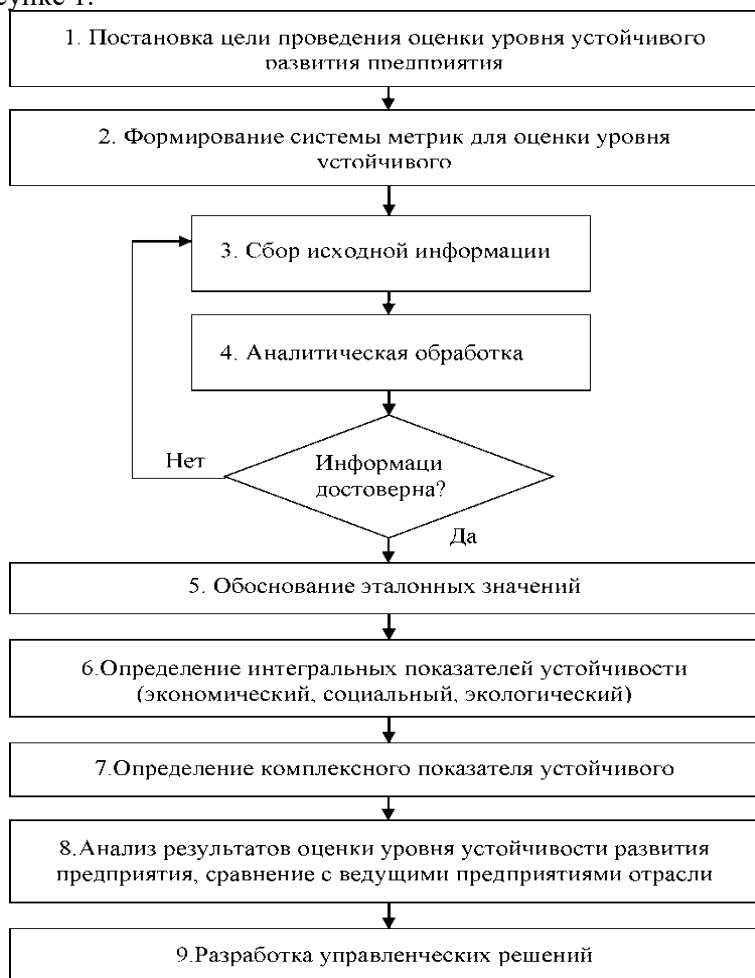 рисунке 1.
1. Постановка цели проведения оценки уровня устойчивого
развития предприятия
2. Формирование системы метрик для оценки уровня
устойчивого
3. Сбор исходной информации
4. Аналитическая обработка
Нет
Информаци
достоверна?
Да
5. Обоснование эталонных значений
6.Определение интегральных показателей устойчивости
(экономический, социальный, экологический)
7.Определение комплексного показателя устойчивого
8.Анализ результатов оценки уровня устойчивости развития
предприятия, сравнение с ведущими предприятиями отрасли
9.Разработка управленческих решений